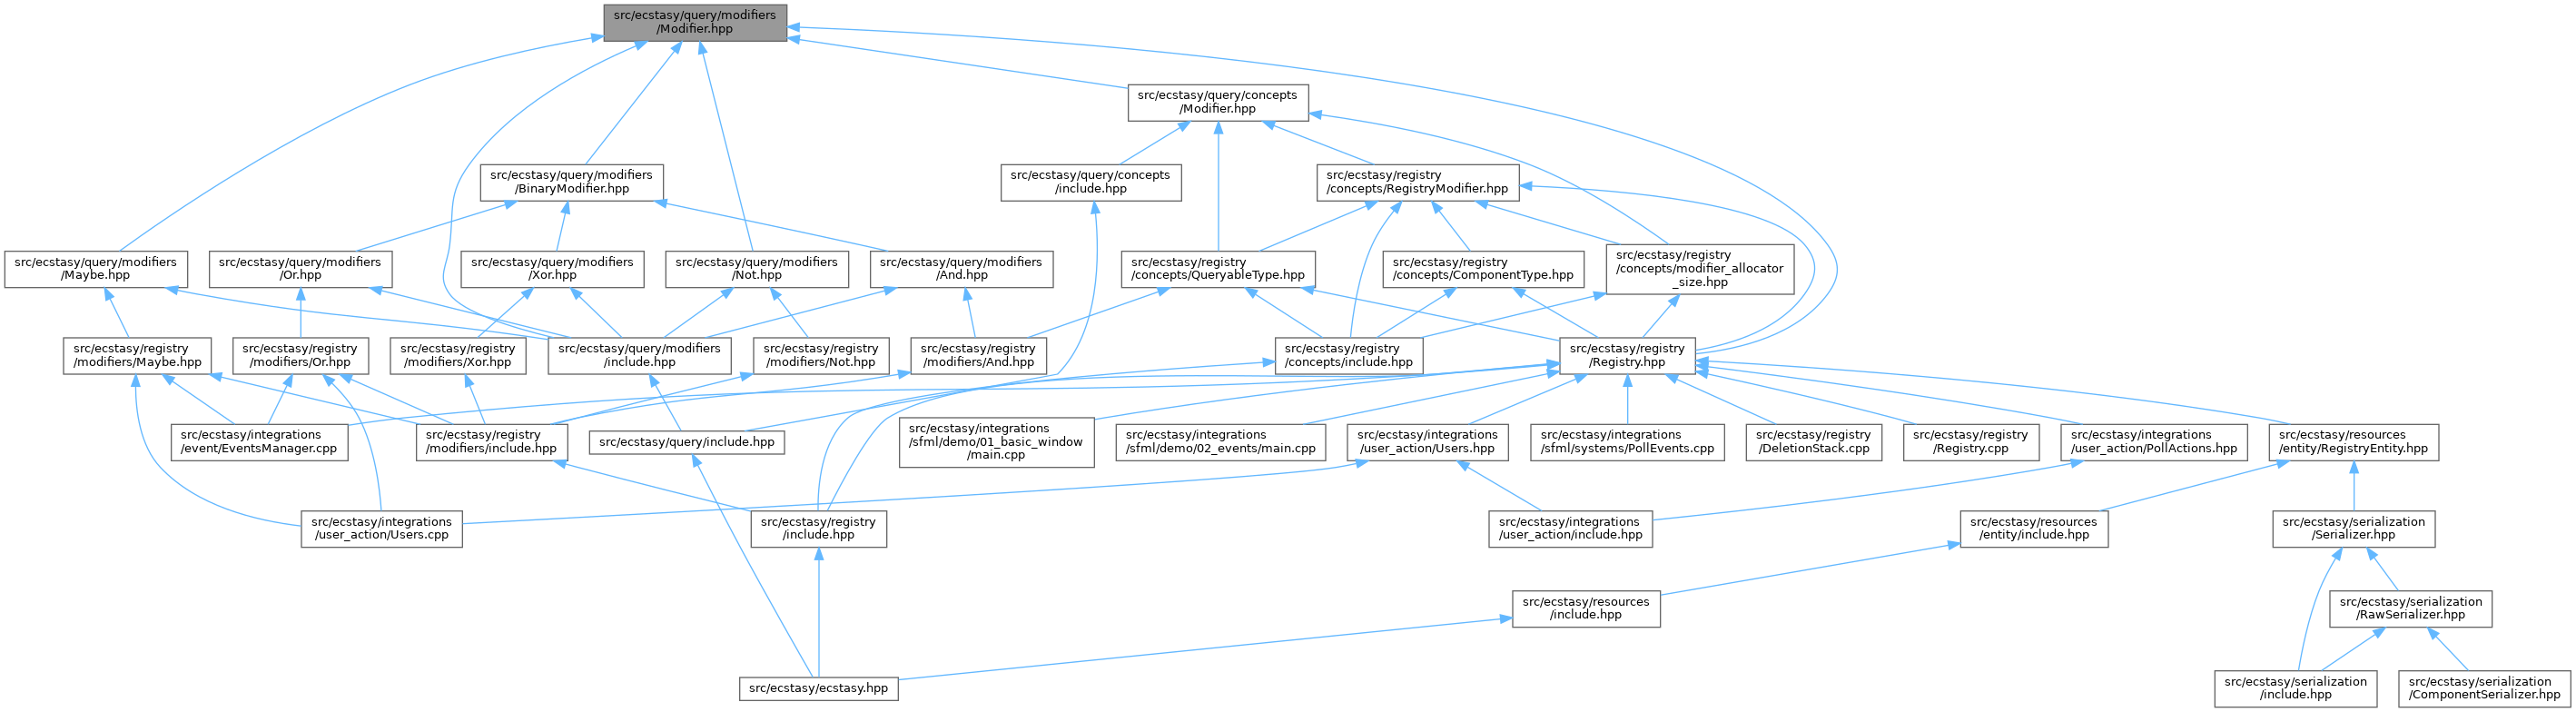 src/ecstasy/query/modifiers
/Modifier.hpp
src/ecstasy/query/concepts
/Modifier.hpp
src/ecstasy/query/modifiers
/BinaryModifier.hpp
src/ecstasy/query/concepts
/include.hpp
src/ecstasy/registry
/concepts/RegistryModifier.hpp
src/ecstasy/query/modifiers
/Maybe.hpp
src/ecstasy/query/modifiers
/Or.hpp
src/ecstasy/query/modifiers
/Xor.hpp
src/ecstasy/query/modifiers
/Not.hpp
src/ecstasy/query/modifiers
/And.hpp
src/ecstasy/registry
/concepts/QueryableType.hpp
src/ecstasy/registry
/concepts/ComponentType.hpp
src/ecstasy/registry
/concepts/modifier_allocator
_size.hpp
src/ecstasy/registry
/modifiers/Maybe.hpp
src/ecstasy/registry
/modifiers/Or.hpp
src/ecstasy/registry
/modifiers/Xor.hpp
src/ecstasy/query/modifiers
/include.hpp
src/ecstasy/registry
/modifiers/Not.hpp
src/ecstasy/registry
/modifiers/And.hpp
src/ecstasy/registry
/concepts/include.hpp
src/ecstasy/registry
/Registry.hpp
src/ecstasy/integrations
/event/EventsManager.cpp
src/ecstasy/registry
/modifiers/include.hpp
src/ecstasy/query/include.hpp
src/ecstasy/integrations
/sfml/demo/01_basic_window
/main.cpp
src/ecstasy/integrations
/sfml/demo/02_events/main.cpp
src/ecstasy/integrations
/user_action/Users.hpp
src/ecstasy/integrations
/sfml/systems/PollEvents.cpp
src/ecstasy/registry
/DeletionStack.cpp
src/ecstasy/registry
/Registry.cpp
src/ecstasy/integrations
/user_action/PollActions.hpp
src/ecstasy/resources
/entity/RegistryEntity.hpp
src/ecstasy/integrations
/user_action/Users.cpp
src/ecstasy/registry
/include.hpp
src/ecstasy/integrations
/user_action/include.hpp
src/ecstasy/resources
/entity/include.hpp
src/ecstasy/serialization
/Serializer.hpp
src/ecstasy/resources
/include.hpp
src/ecstasy/serialization
/RawSerializer.hpp
src/ecstasy/ecstasy.hpp
src/ecstasy/serialization
/include.hpp
src/ecstasy/serialization
/ComponentSerializer.hpp